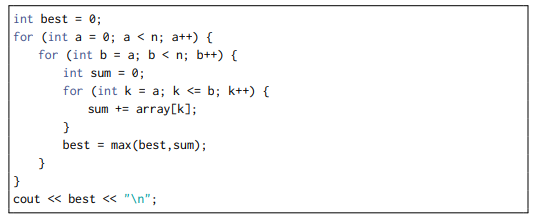 int best = 0;
for (int a = 0; a < n; a++) {
    for (int b = a; b < n; b++) {
        int sum = 0;
        for (int k = a; k <= b; k++) {
            sum += array[k];
        }
        best = max(best,sum);
    }
}
cout << best << "\n";